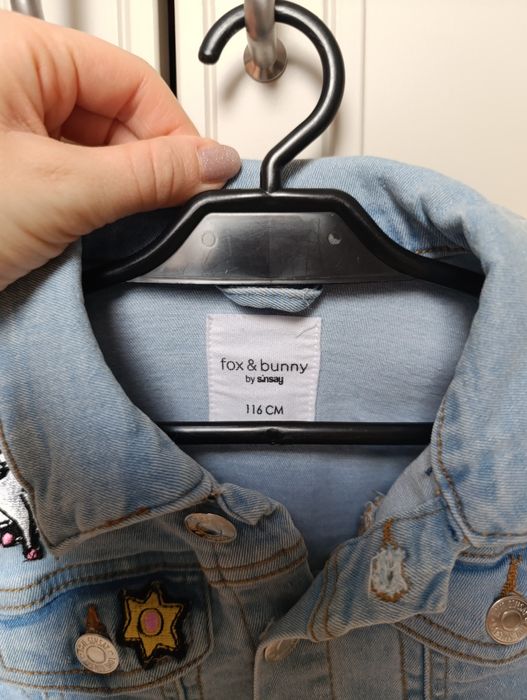 fox & bunny
by sinsay
116 CM